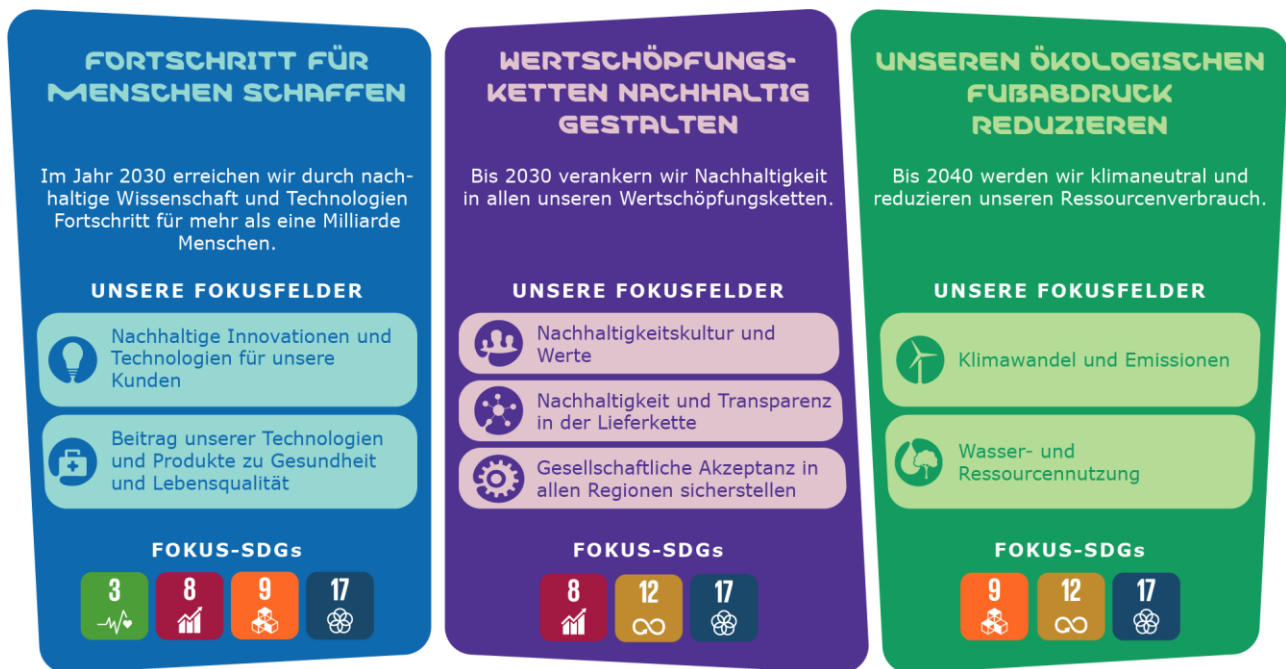 FORTSCHRITT FÜR
MENSCHEN SCHAFFEN
Im Jahr 2030 erreichen wir durch nach-
haltige Wissenschaft und Technologien
Fortschritt für mehr als eine Milliarde
Menschen.
UNSERE FOKUSFELDER
Nachhaltige Innovationen und
Technologien für unsere
Kunden
Beitrag unserer Technologien
und Produkte zu Gesundheit
und Lebensqualität
FOKUS-SDGs
3 8 9 17
WERTSCHÖPFUNGS-
KETTEN NACHHALTIG
GESTALTEN
Bis 2030 verankern wir Nachhaltigkeit
in allen unseren Wertschöpfungsketten.
UNSERE FOKUSFELDER
Nachhaltigkeitskultur und
Werte
Nachhaltigkeit und Transparenz
in der Lieferkette
Gesellschaftliche Akzeptanz in
allen Regionen sicherstellen
FOKUS-SDGs
8 12 17
UNSEREN ÖKOLOGISCHEN
FUßABDRUCK
REDUZIEREN
Bis 2040 werden wir klimaneutral und
reduzieren unseren Ressourcenverbrauch.
UNSERE FOKUSFELDER
Klimawandel und Emissionen
Wasser- und
Ressourcennutzung
FOKUS-SDGs
9 12 17